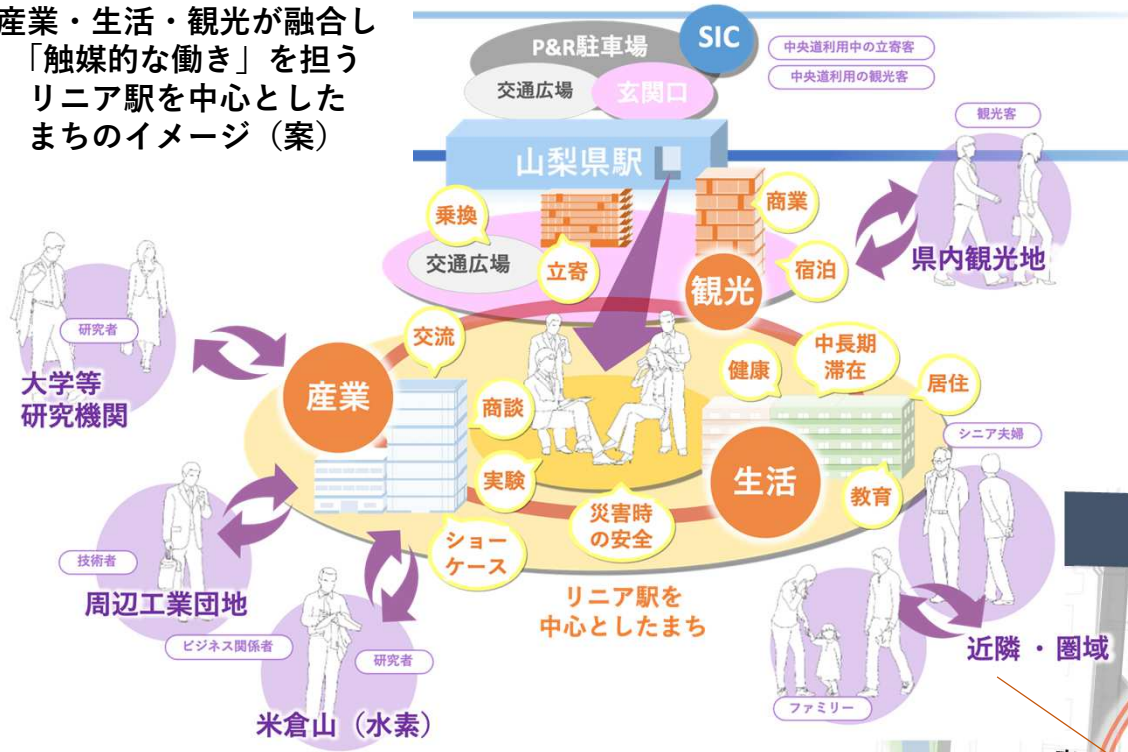 産業・生活・観光が融合し
「触媒的な働き」を担う
リニア駅を中心とした
まちのイメージ（案）
P&R駐車場
SIC
中央道利用中の立寄客
中央道利用の観光客
交通広場
玄関口
山梨県駅
観光客
県内観光地
乗換
商業
交通広場
立寄
宿泊
観光
研究者
大学等
研究機関
交流
産業
商談
実験
ショー
ケース
健康
中長期
滞在
居住
生活
教育
災害時
の安全
シニア夫婦
技術者
周辺工業団地
ビジネス関係者
研究者
米倉山（水素）
リニア駅を
中心としたまち
ファミリー
近隣・圏域